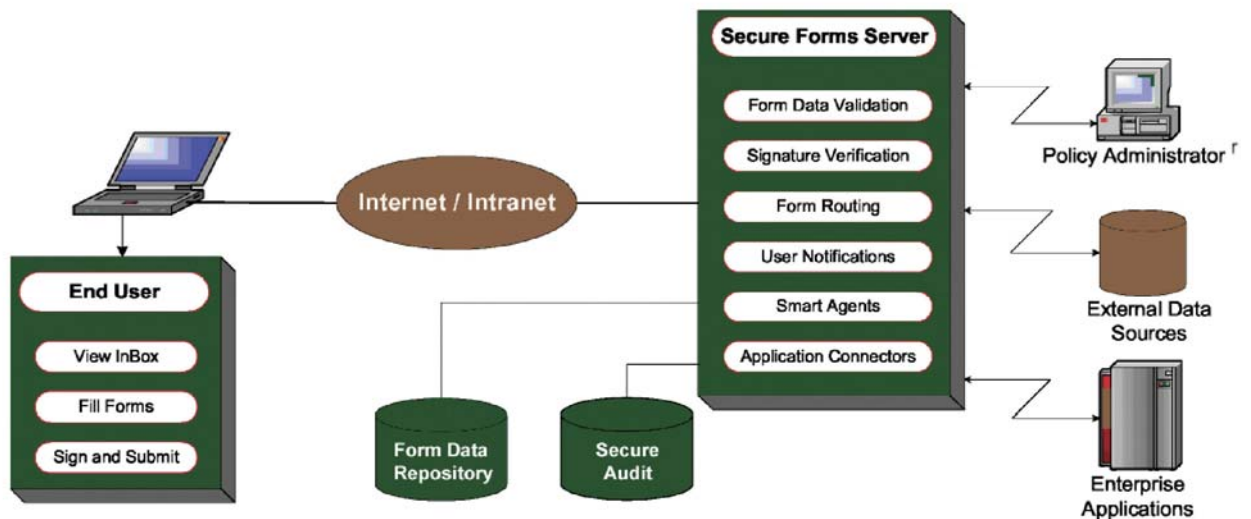 Secure Forms Server
Form Data Validation
Signature Verification
Form Routing
User Notifications
Smart Agents
Application Connectors
Policy Administrator r
Internet / Intranet
End User
View InBox
Fill Forms
Sign and Submit
External Data
Sources
Form Data
Repository
Secure
Audit
Enterprise
Applications